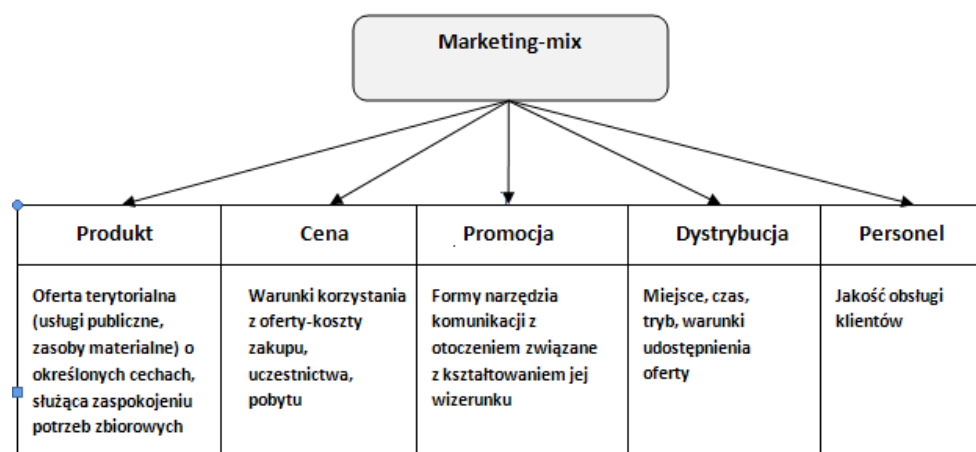 Marketing-mix
Produkt
Cena
Promocja
Dystrybucja
Personel
Oferta terytorialna
(usługi publiczne,
zasoby materialne) o
określonych cechach,
służąca zaspokojeniu
potrzeb zbiorowych
Warunki korzystania
z oferty-koszty
zakupu,
uczestnictwa,
pobytu
Formy narzędzia
komunikacji z
otoczeniem związane
z kształtowaniem jej
wizerunku
Miejsce, czas,
tryb, warunki
udostępnienia
oferty
Jakość obsługi
klientów